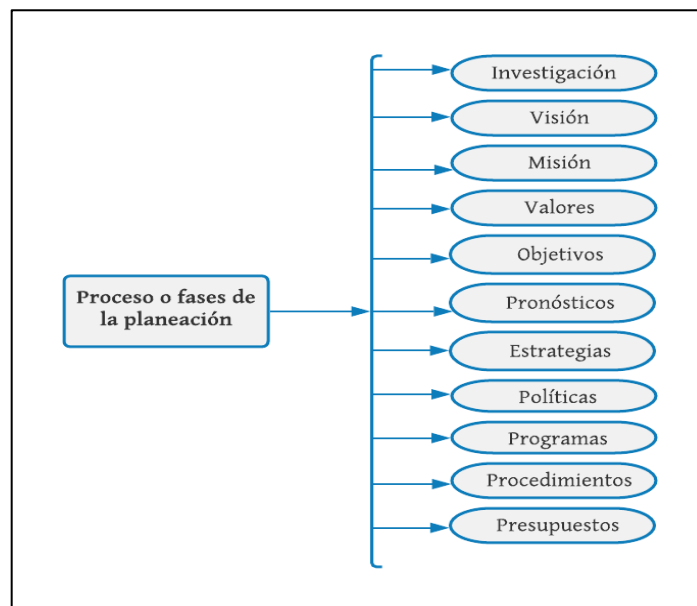 Proceso o fases de
la planeación
Investigación
Visión
Misión
Valores
Objetivos
Pronósticos
Estrategias
Políticas
Programas
Procedimientos
Presupuestos